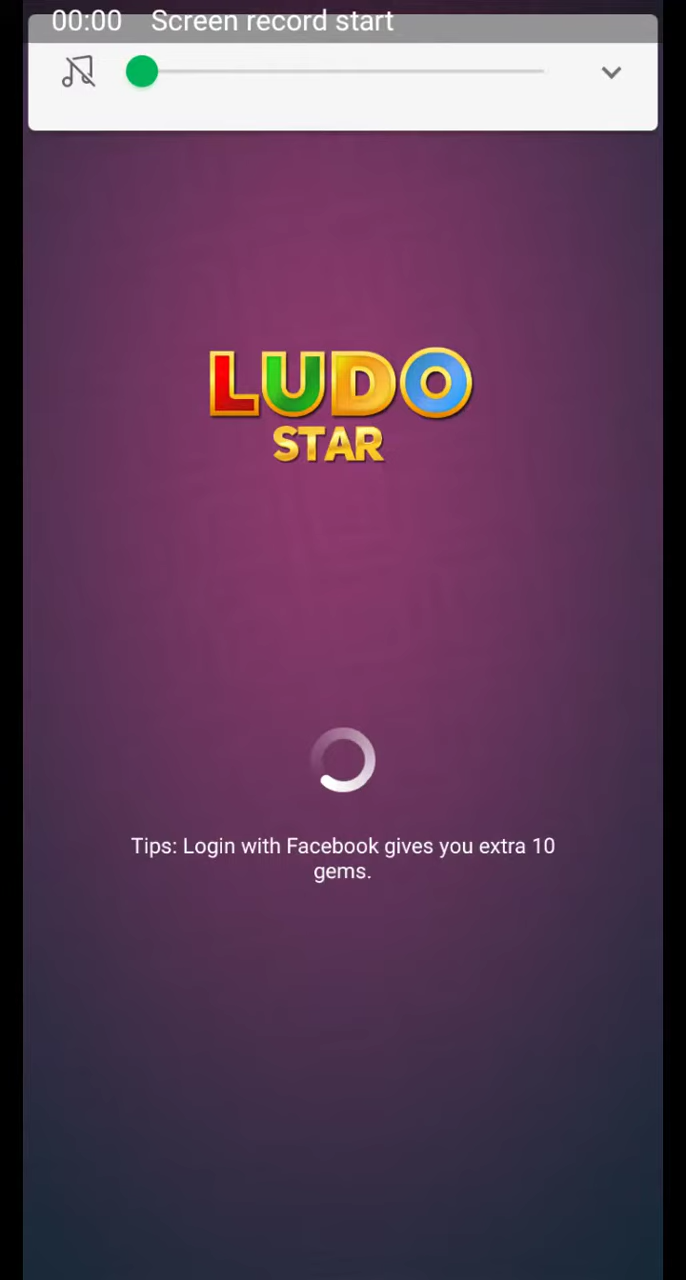 00:00 Screen record start
LUDO
STAR
Tips: Login with Facebook gives you extra 10
gems.